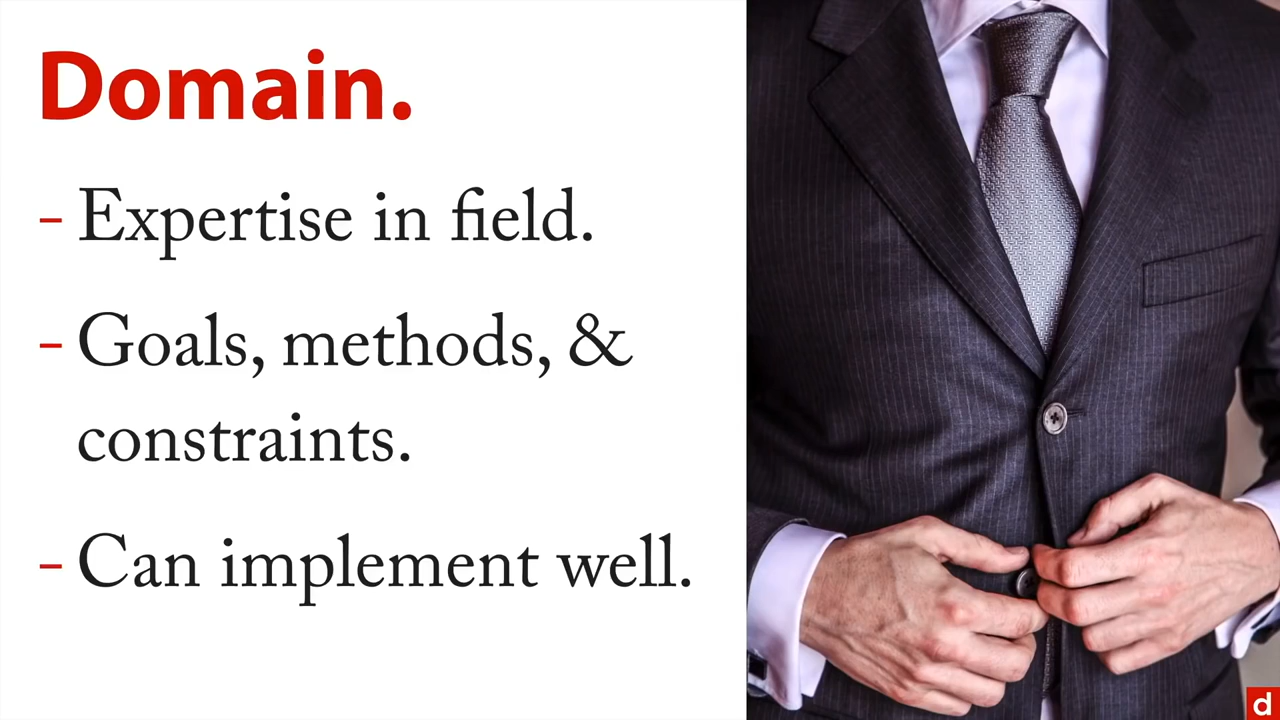 Domain.
- Expertise in field.
- Goals, methods, &
constraints.
- Can implement well.
d